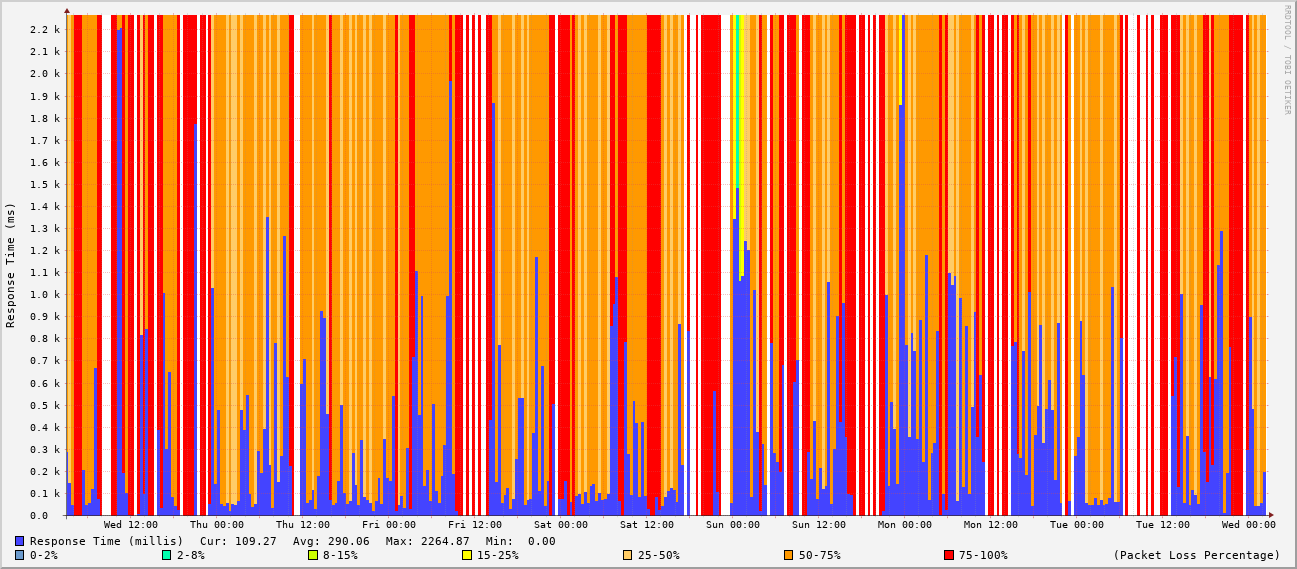 RRDTOOL / TOBI OETIKER
Response Time (ms)
2.2 k
2.1 k
2.0 k
1.9 k
1.8 k
1.7 k
1.6 k
1.5 k
1.4 k
1.3 k
1.2 k
1.1 k
1.0 k
0.9 k
0.8 k
0.7 k
0.6 k
0.5 k
0.4 k
0.3 k
0.2 k
0.1 k
0.0
Wed 12:00 Thu 00:00 Thu 12:00 Fri 00:00 Fri 12:00 Sat 00:00 Sat 12:00 Sun 00:00 Sun 12:00 Mon 00:00 Mon 12:00 Tue 00:00 Tue 12:00 Wed 00:00
Response Time (millis) Cur: 109.27 Avg: 290.06 Max: 2264.87 Min: 0.00
0-2% 2-8% 8-15% 15-25% 25-50% 50-75% 75-100% (Packet Loss Percentage)